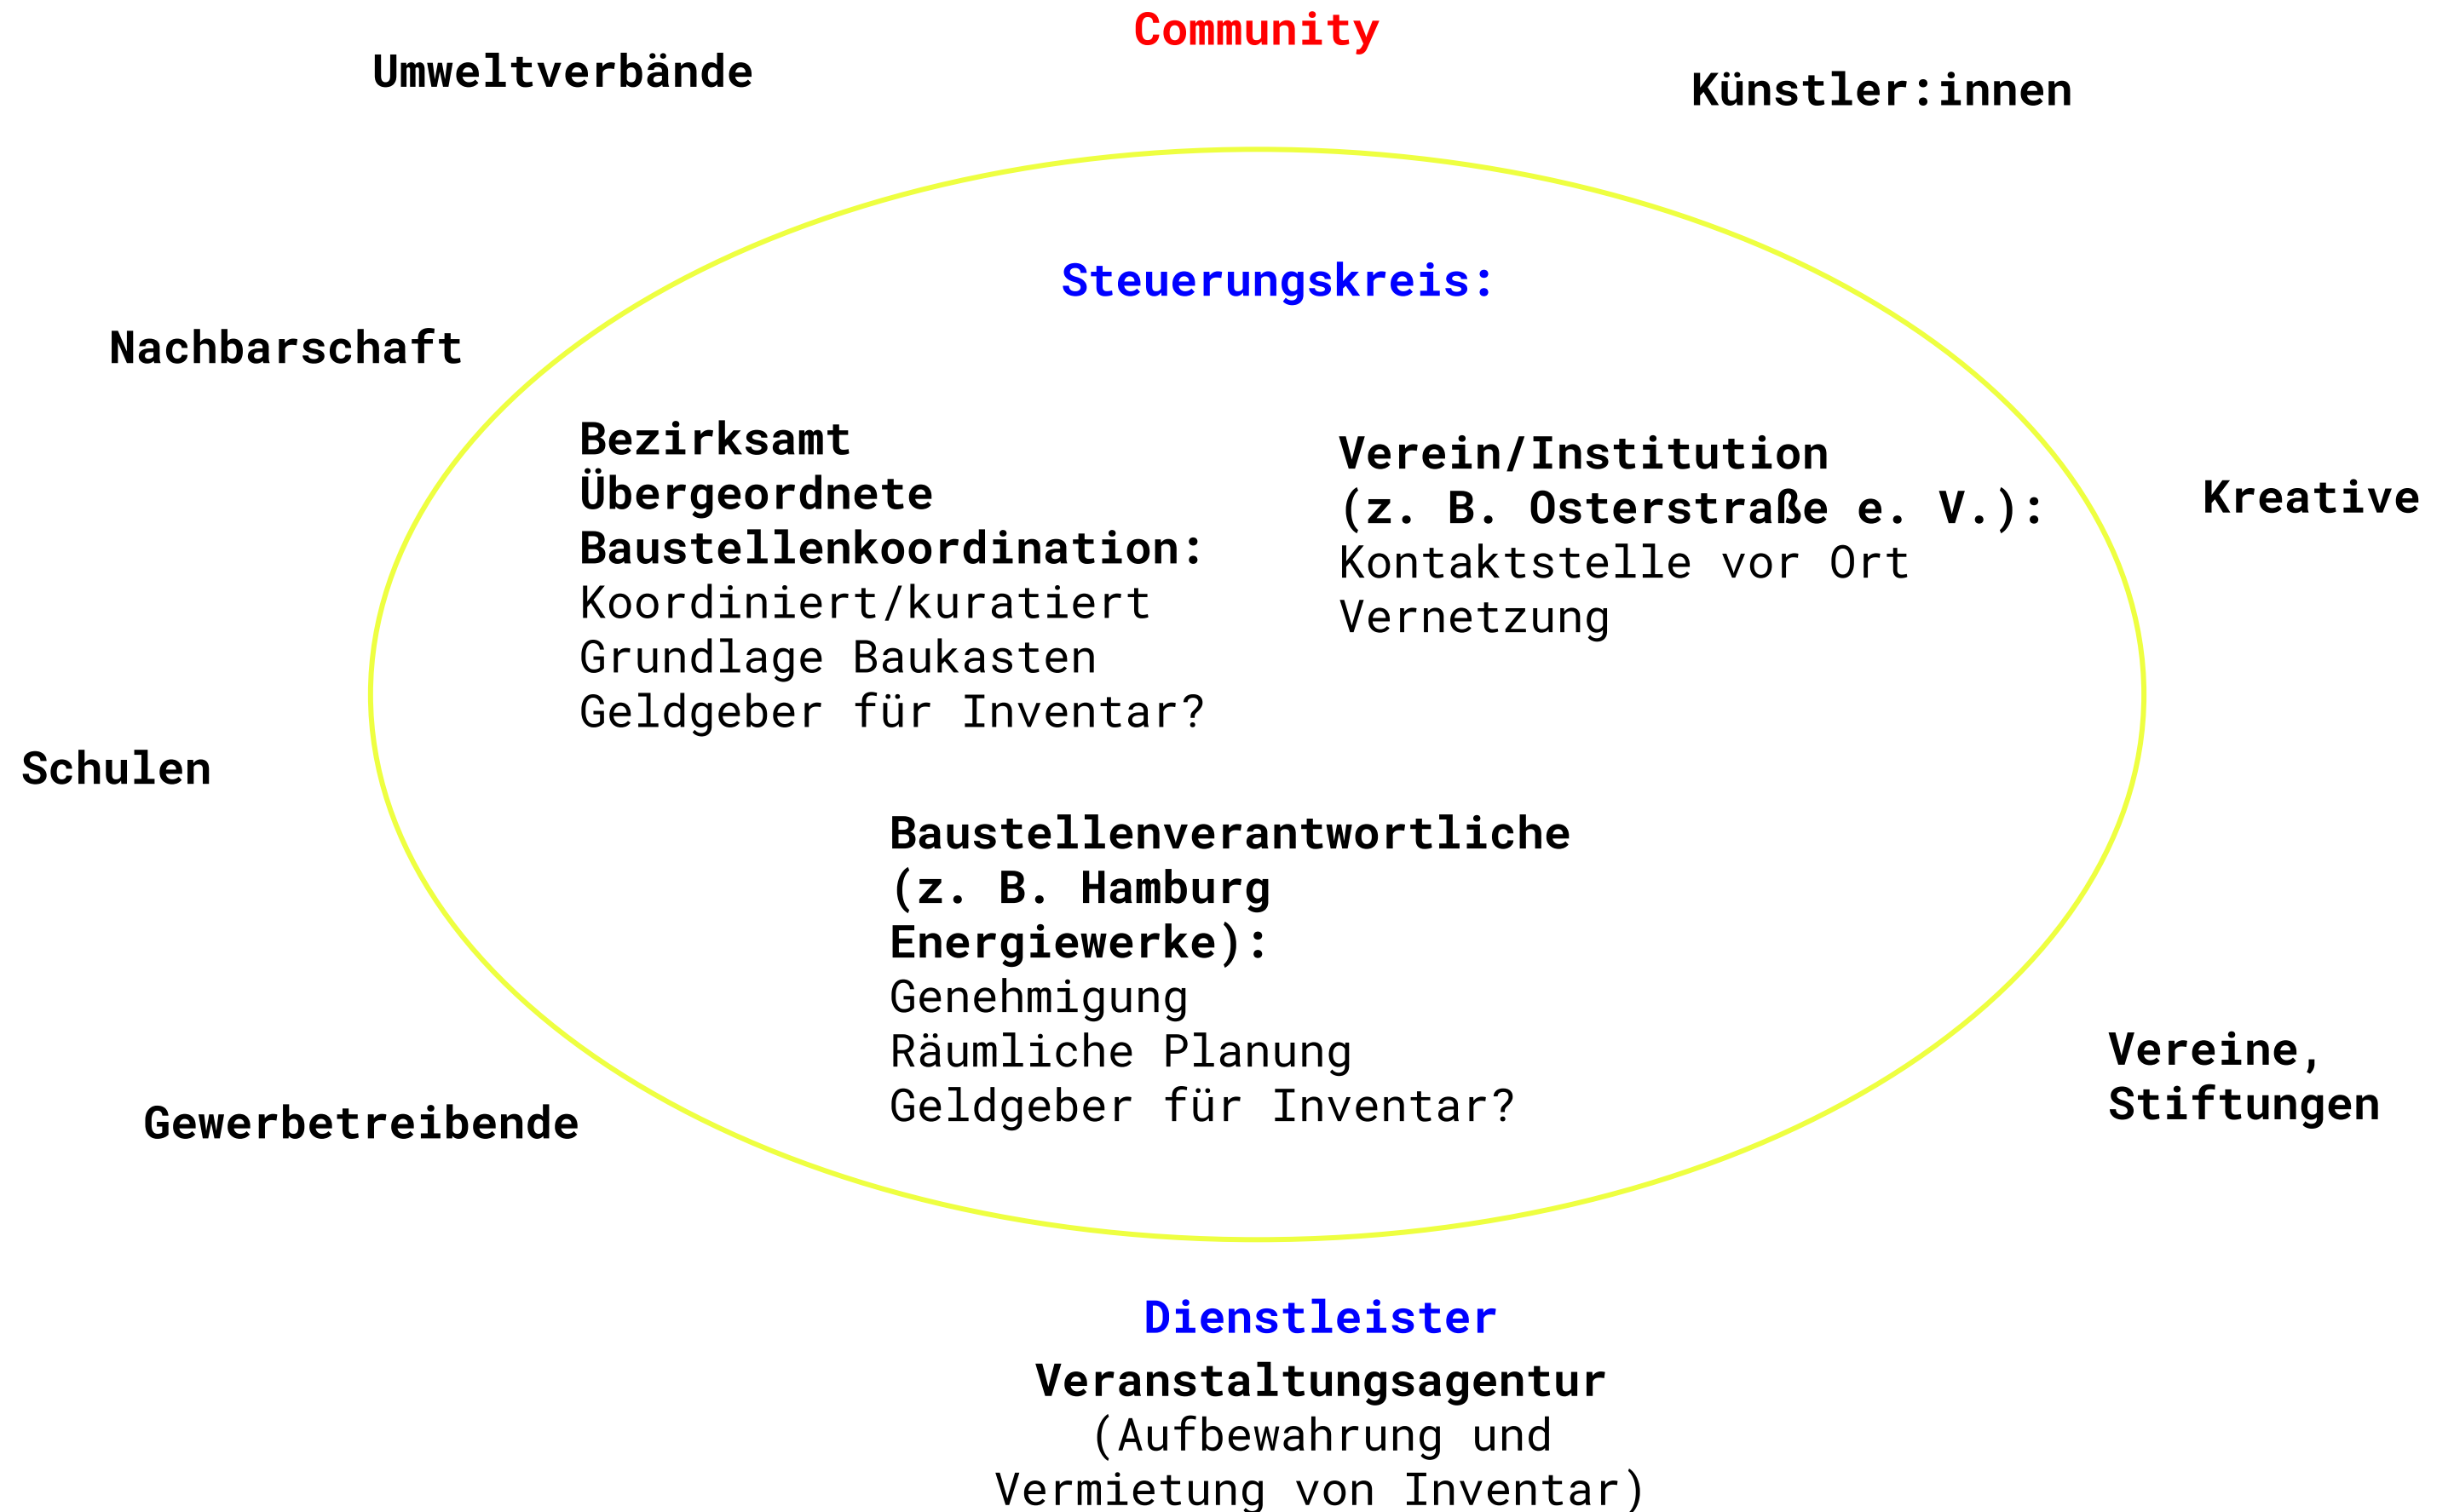 Community
Umweltverbände
Künstler:innen
Steuerungskreis:
Nachbarschaft
Bezirksamt
Übergeordnete
Baustellenkoordination:
Koordiniert/kuratiert
Grundlage Baukasten
Geldgeber für Inventar?
Verein/Institution
(z. B. Osterstraße e. V.):
Kontaktstelle vor Ort
Vernetzung
Kreative
Schulen
Baustellenverantwortliche
(z. B. Hamburg
Energiewerke):
Genehmigung
Räumliche Planung
Geldgeber für Inventar?
Vereine,
Stiftungen
Gewerbetreibende
Dienstleister
Veranstaltungsagentur
(Aufbewahrung und
Vermietung von Inventar)